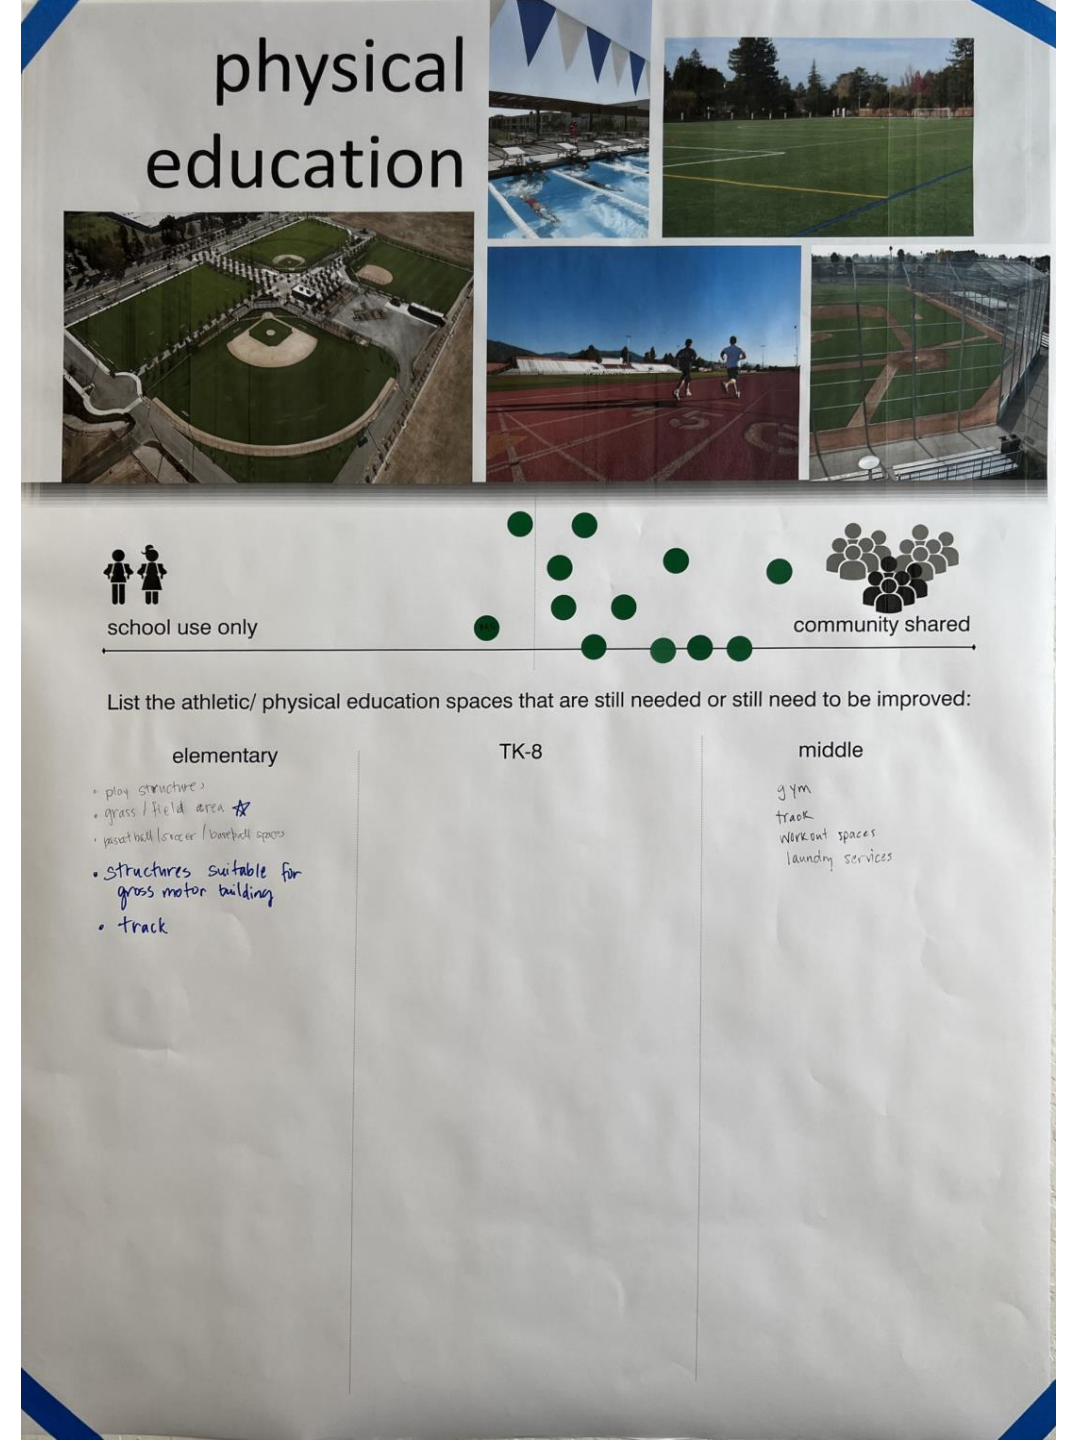 physical
education
school use only
community shared
List the athletic/ physical education spaces that are still needed or still need to be improved:
elementary
• play structures
• grass / field area
• basketball / soccer / baseball spaces
• structures suitable for
gross motor building
• track
TK-8
middle
gym
track
workout spaces
laundry services